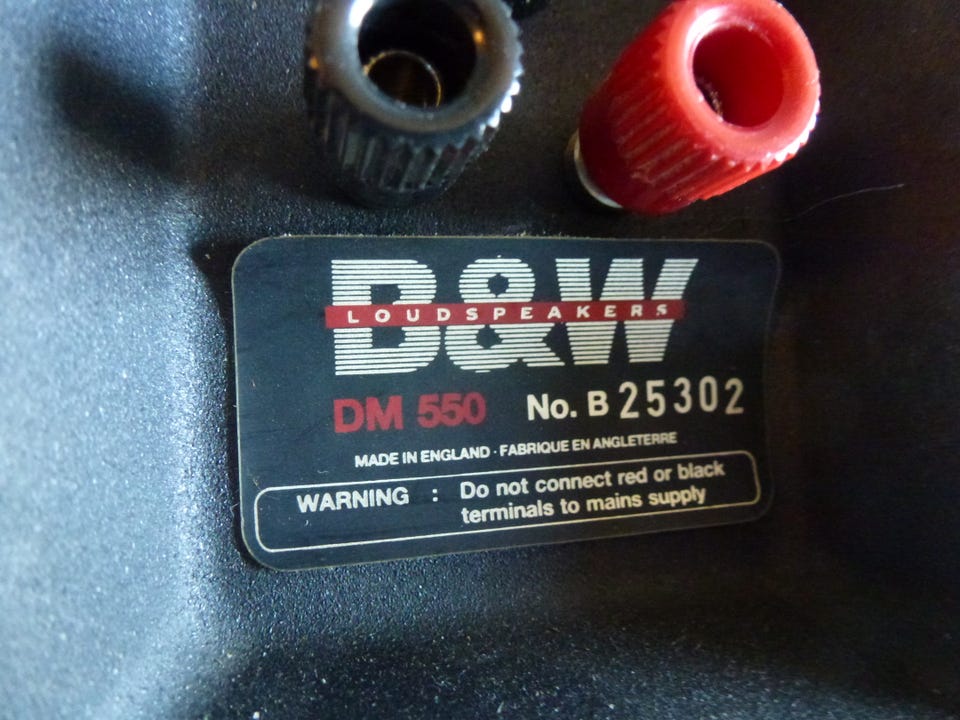 B&W
LOUDSPEAKERS
DM 550 No. B 25302
MADE IN ENGLAND · FABRIQUE EN ANGLETERRE
WARNING : Do not connect red or black
terminals to mains supply